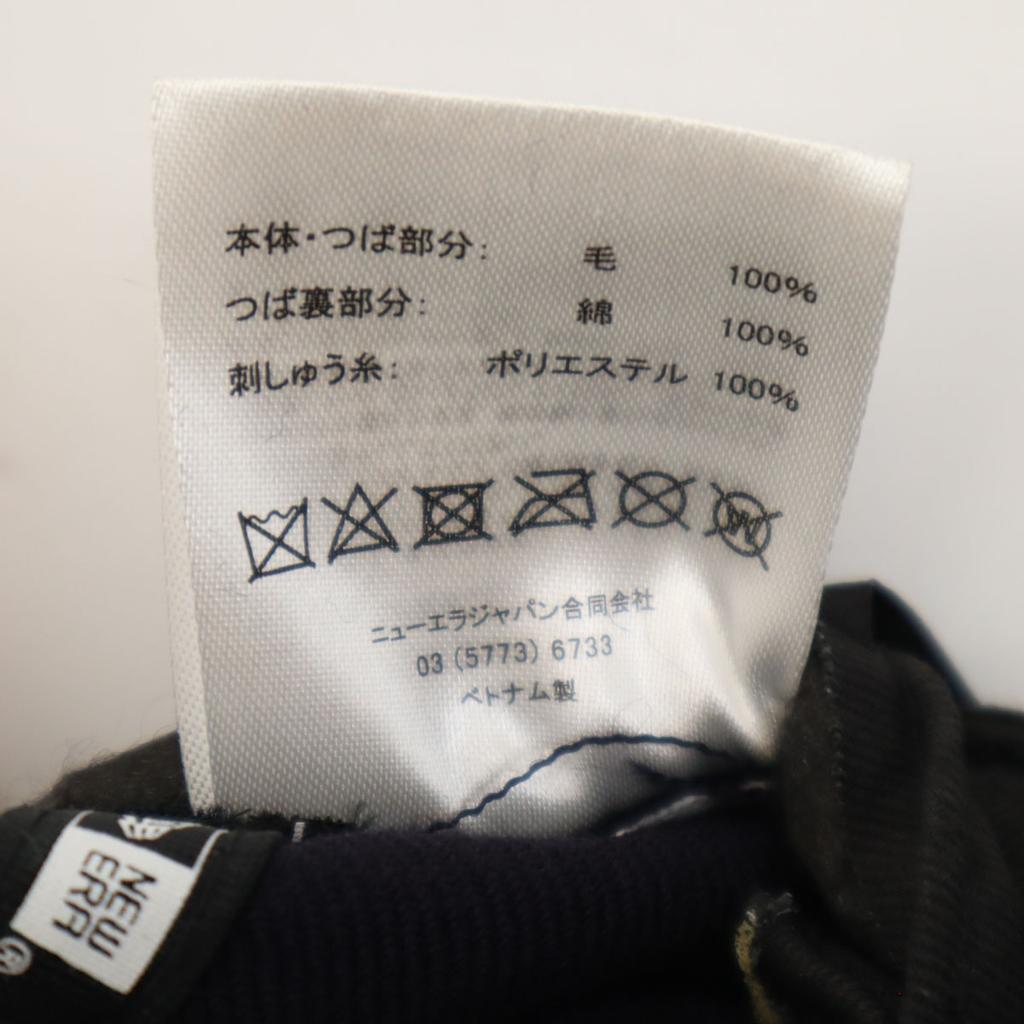 本体・つば部分: 毛 100%
つば裏部分: 綿 100%
刺しゅう糸: ポリエステル 100%
ニューエラジャパン合同会社
03 (5773) 6733
ベトナム製
NEW
ERA
®